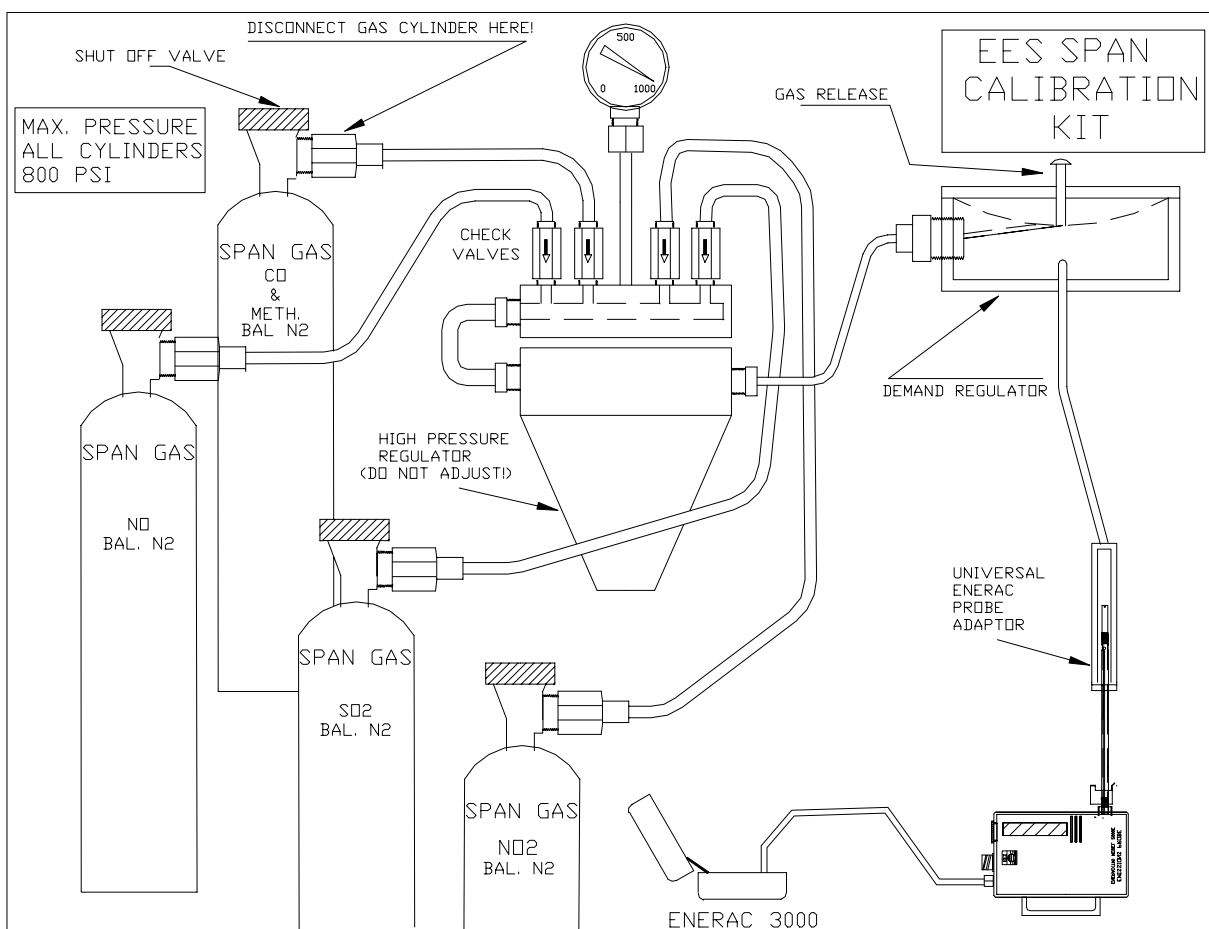 DISCONNECT GAS CYLINDER HERE!
SHUT OFF VALVE
MAX. PRESSURE
ALL CYLINDERS
800 PSI
500
0
1000
EES SPAN
CALIBRATION
KIT
GAS RELEASE
CHECK
VALVES
SPAN GAS
CO
&
METH.
BAL N2
DEMAND REGULATOR
HIGH PRESSURE
REGULATOR
(DO NOT ADJUST!)
SPAN GAS
NO
BAL. N2
UNIVERSAL
ENERAC
PROBE
ADAPTOR
SPAN GAS
SO2
BAL. N2
SPAN GAS
NO2
BAL. N2
ENERAC 3000